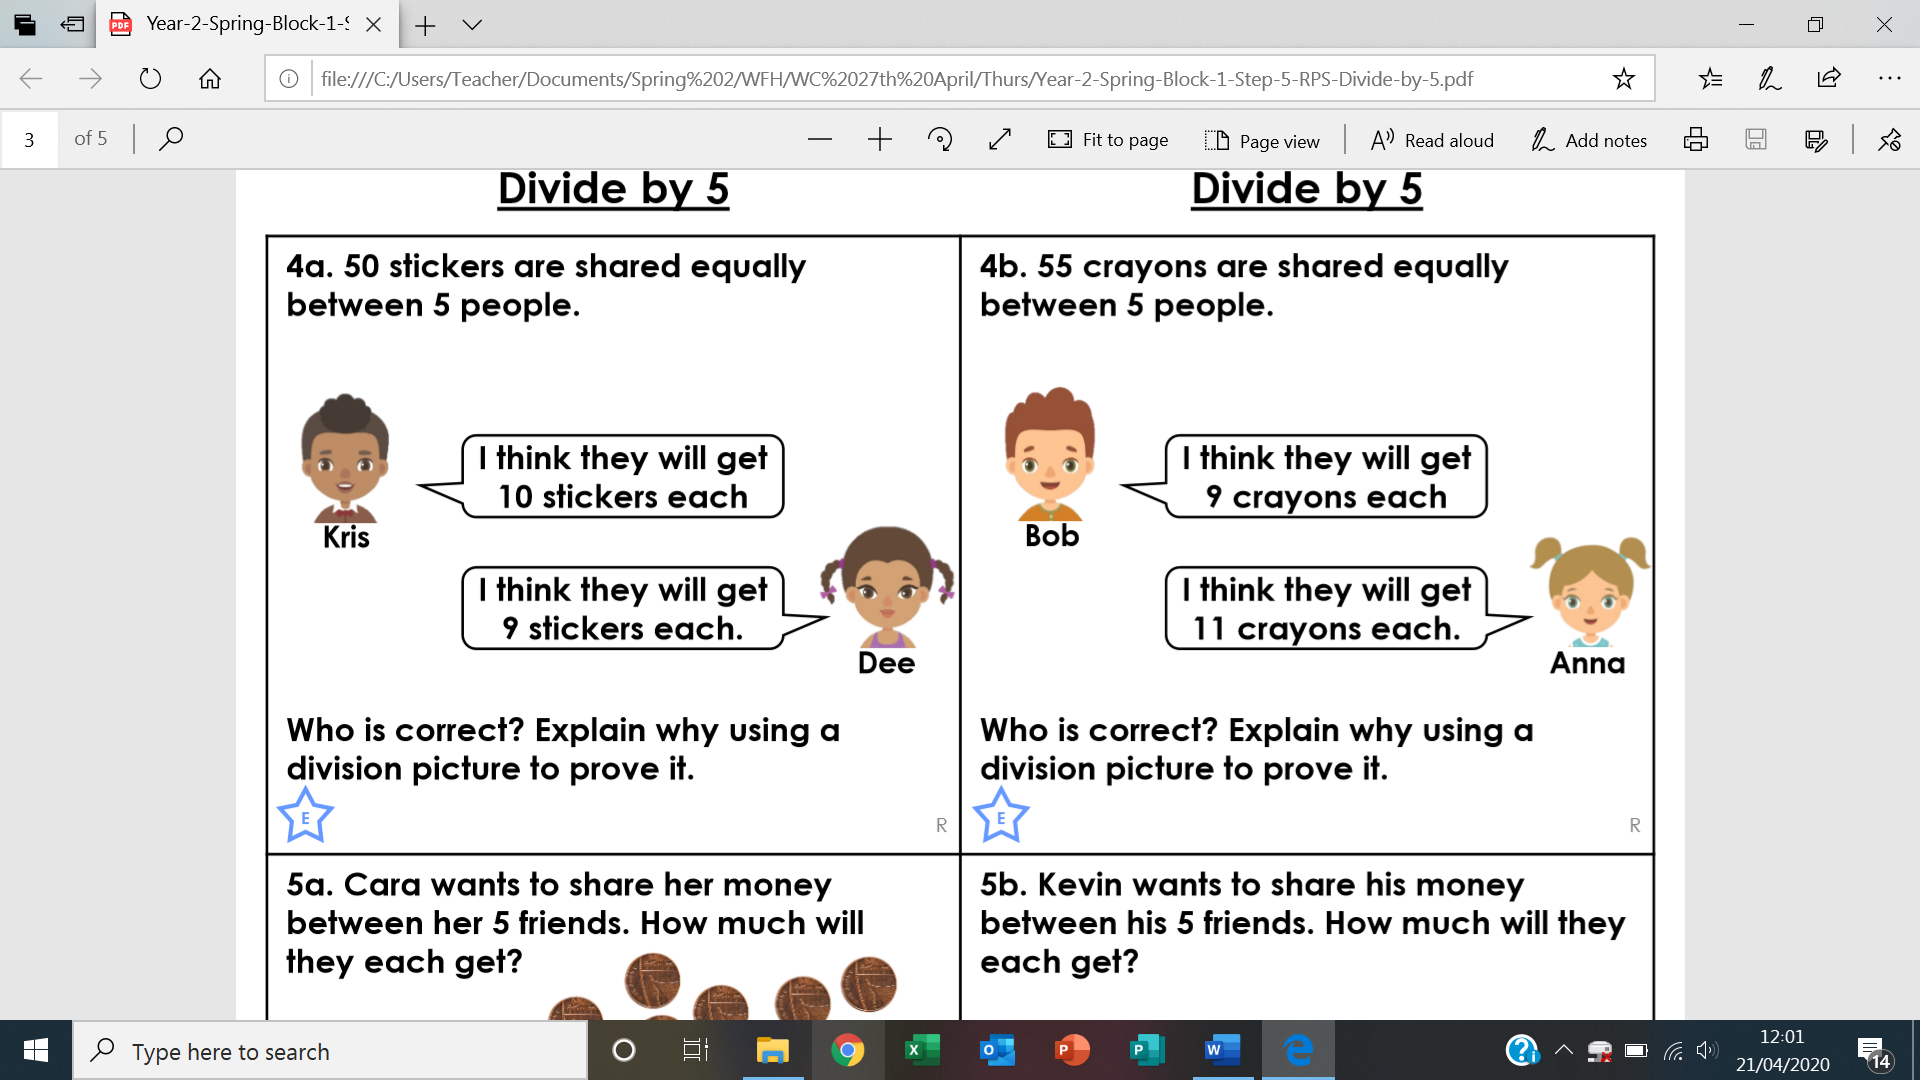 Year-2-Spring-Block-1-S
file:///C:/Users/Teacher/Documents/Spring%202/WFH/WC%2027th%20April/Thurs/Year-2-Spring-Block-1-Step-5-RPS-Divide-by-5.pdf
3 of 5
Fit to page
Page view
Read aloud
Add notes
Divide by 5
4a. 50 stickers are shared equally
between 5 people.
I think they will get
10 stickers each
Kris
I think they will get
9 stickers each.
Dee
Who is correct? Explain why using a
division picture to prove it.
E
R
Divide by 5
4b. 55 crayons are shared equally
between 5 people.
I think they will get
9 crayons each
Bob
I think they will get
11 crayons each.
Anna
Who is correct? Explain why using a
division picture to prove it.
E
R
5a. Cara wants to share her money
between her 5 friends. How much will
they each get?
5b. Kevin wants to share his money
between his 5 friends. How much will they
each get?
Type here to search
12:01
21/04/2020
14